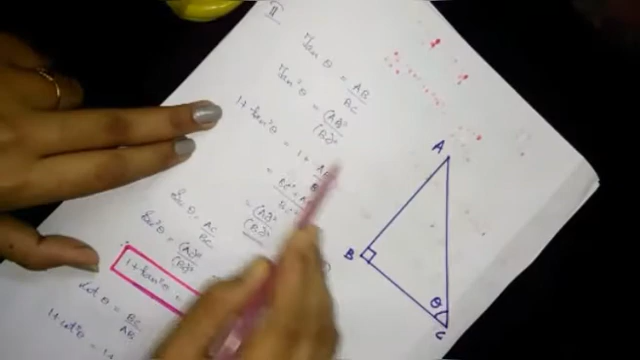 II
Tan θ = AB/BC
Tan²θ = (AB)²/(BC)²
1 + tan²θ = 1 +
=
= (AC)²/(BC)²
Sec θ = AC/BC
Sec²θ = (AC)²/(BC)²
1 + tan²θ =
Cot θ = BC/AB
1 + cot²θ = 1+
A
B
θ
C